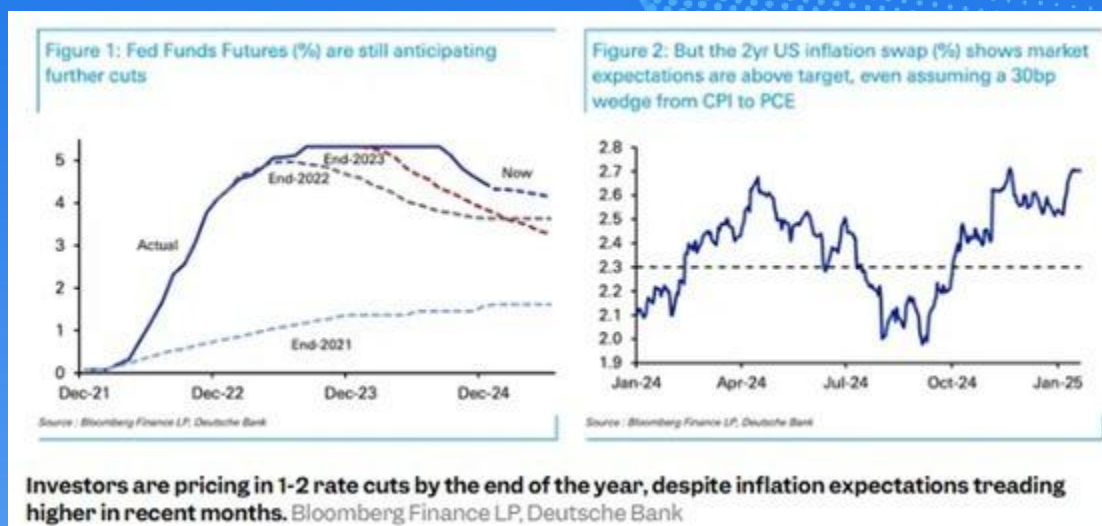 Figure 1: Fed Funds Futures (%) are still anticipating
further cuts
5
4
3
2
1
0
End-2023
End-2022
Now
Actual
End-2021
Dec-21
Dec-22
Dec-23
Dec-24
Source : Bloomberg Finance LP, Deutsche Bank
Figure 2: But the 2yr US inflation swap (%) shows market
expectations are above target, even assuming a 30bp
wedge from CPI to PCE
2.8
2.7
2.6
2.5
2.4
2.3
2.2
2.1
2.0
1.9
Jan-24
Apr-24
Jul-24
Oct-24
Jan-25
Source : Bloomberg Finance LP, Deutsche Bank
Investors are pricing in 1-2 rate cuts by the end of the year, despite inflation expectations treading
higher in recent months. Bloomberg Finance LP, Deutsche Bank